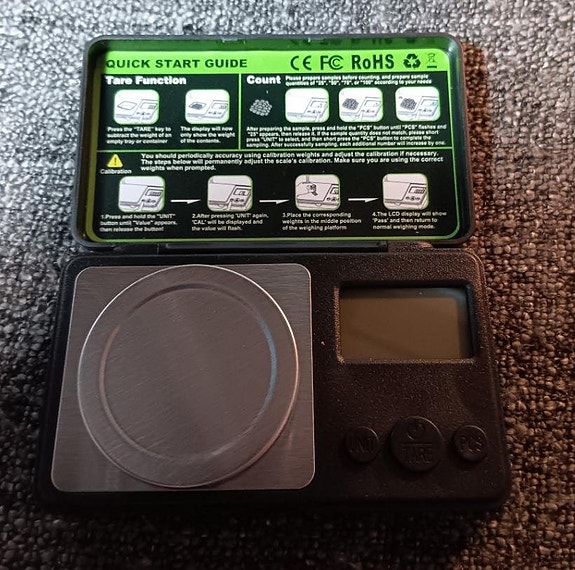 QUICK START GUIDE CE FC RoHS
Tare Function
Press the "TARE" key to
subtract the weight of an
empty tray or container
The display will now
only show the weight
of the contents.
Count
Please prepare samples before counting, and prepare sample
quantities of "25", "50", "75", or "100" according to your needs
After preparing the sample, press and hold the "PCS" button until "PCS" flashes and
"25" appears, then release it. If the sample quantity does not match, please short
press "UNIT" to select, and then short press "PCS" button to complete the
sampling. After successfully sampling, each additional number will increase by one.
Calibration
You should periodically accuracy using calibration weights and adjust the calibration if necessary.
The steps below will permanently adjust the scale's calibration. Make sure you are using the correct
weights when prompted.
1.Press and hold the "UNIT"
button until "Value" appears,
then release the button!
2.After pressing 'UNIT' again,
'CAL' will be displayed and
the value will flash.
3.Place the corresponding
weights in the middle position
of the weighing platform
4.The LCD display will show
'Pass' and then return to
normal weighing mode.
TARE
PCS